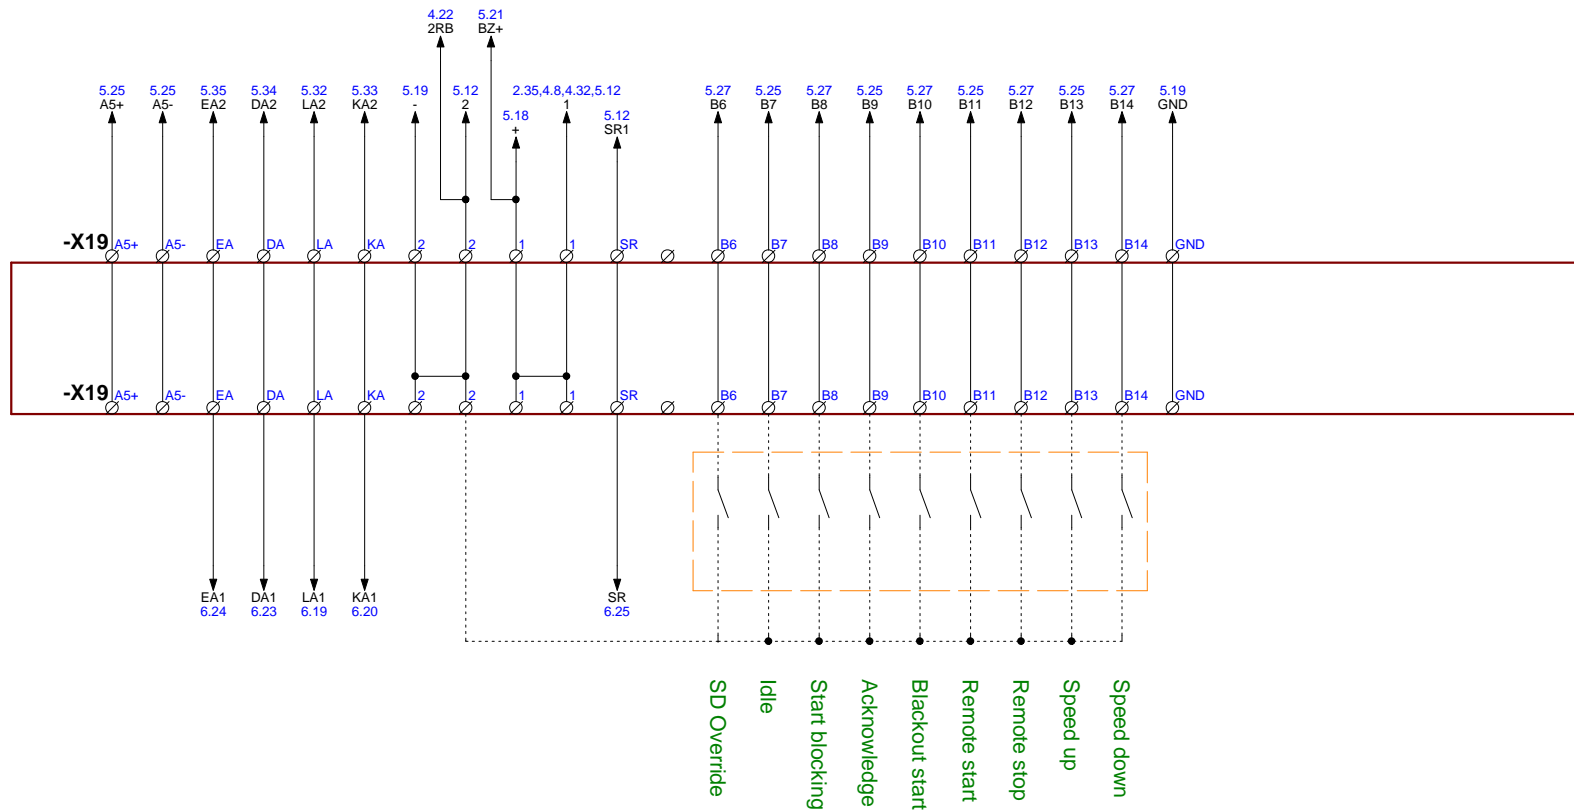 4.22 5.21
2RB BZ+
5.25 5.25 5.35 5.34 5.32 5.33 5.19 5.12 2.35,4.8,4.32,5.12 5.27 5.25 5.27 5.25 5.27 5.25 5.27 5.25 5.27 5.19
A5+ A5- EA2 DA2 LA2 KA2 - 2 1 B6 B7 B8 B9 B10 B11 B12 B13 B14 GND
5.18 5.12
+ SR1
-X19 A5+ A5- EA DA LA KA 2 2 1 1 SR B6 B7 B8 B9 B10 B11 B12 B13 B14 GND
-X19 A5+ A5- EA DA LA KA 2 2 1 1 SR B6 B7 B8 B9 B10 B11 B12 B13 B14 GND
EA1 DA1 LA1 KA1 SR
6.24 6.23 6.19 6.20 6.25
SD Override
Idle
Start blocking
Acknowledge
Blackout start
Remote start
Remote stop
Speed up
Speed down